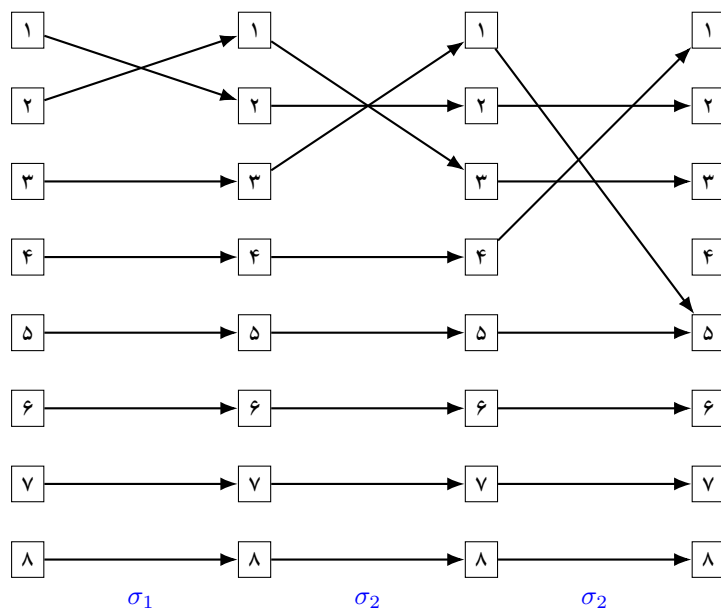 ۱ ۱ ۱ ۱
۲ ۲ ۲ ۲
۳ ۳ ۳ ۳
۴ ۴ ۴ ۴
۵ ۵ ۵ ۵
۶ ۶ ۶ ۶
۷ ۷ ۷ ۷
۸ ۸ ۸ ۸
σ₁ σ₂ σ₂